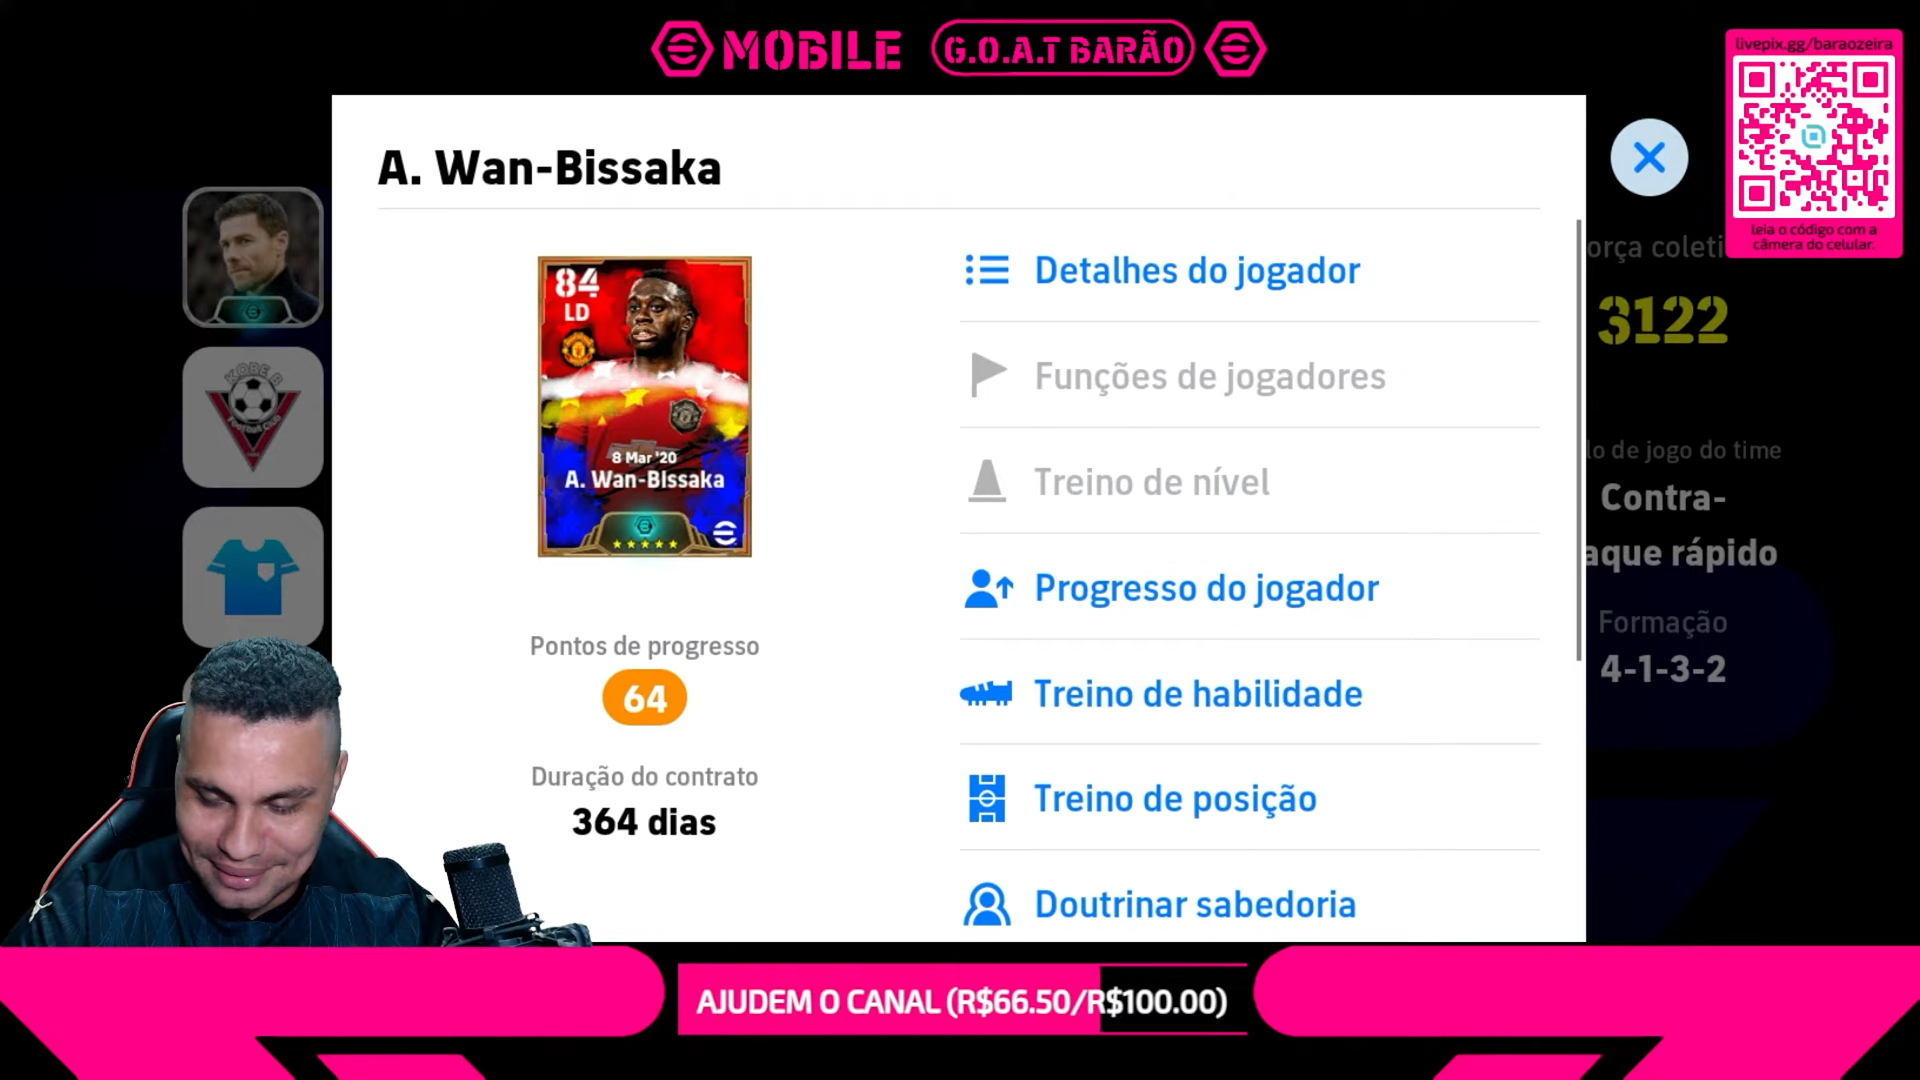 MOBILE G.O.A.T BARÃO
livepix.gg/baraozeira
leia o código com a
câmera do celular.
A. Wan-Bissaka
84
LD
8 Mar '20
A. Wan-Bissaka
Pontos de progresso
64
Duração do contrato
364 dias
Detalhes do jogador
Funções de jogadores
Treino de nível
Progresso do jogador
Treino de habilidade
Treino de posição
Doutrinar sabedoria
orça coleti
3122
lo de jogo do time
Contra-
aque rápido
Formação
4-1-3-2
KOBE B
Football Club
AJUDEM O CANAL (R$66.50/R$100.00)